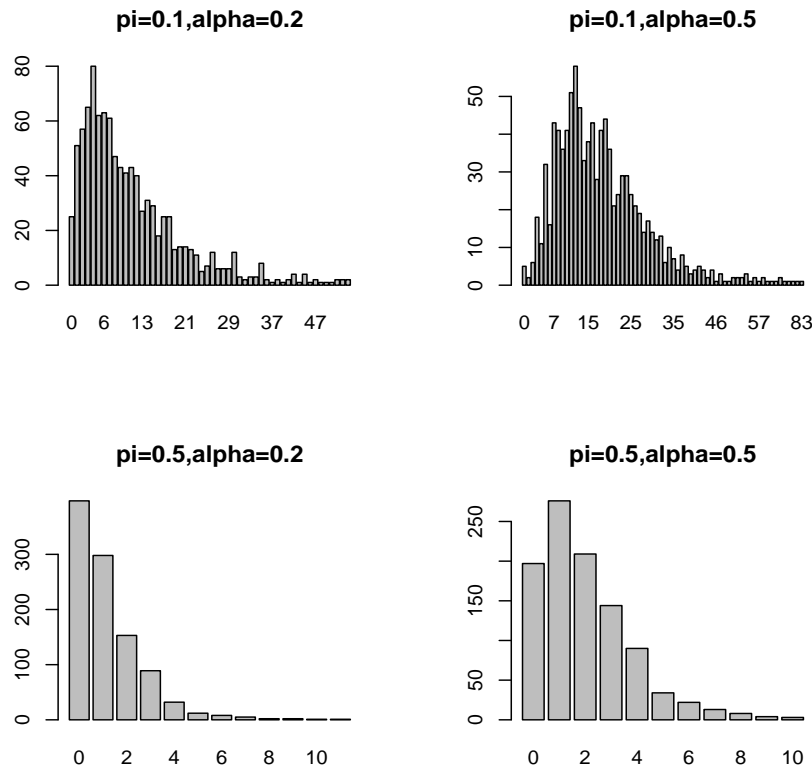 pi=0.1,alpha=0.2
80
60
40
20
0
0 6 13 21 29 37 47
pi=0.1,alpha=0.5
50
30
10
0
0 7 15 25 35 46 57 83
pi=0.5,alpha=0.2
300
200
100
0
0 2 4 6 8 10
pi=0.5,alpha=0.5
250
150
50
0
0 2 4 6 8 10